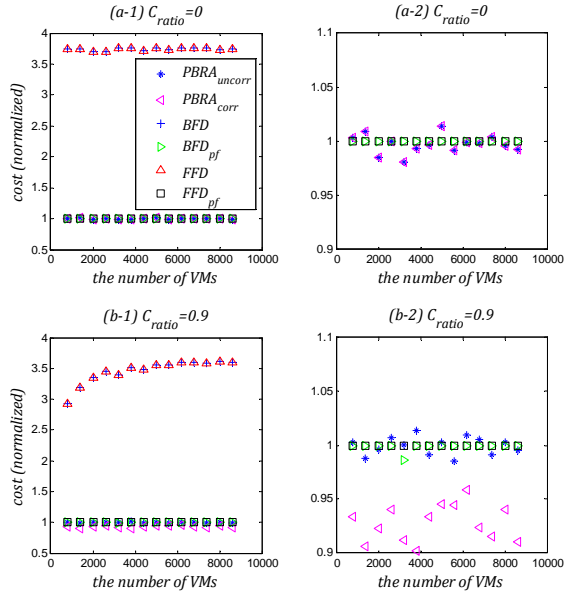 (a-1) C_ratio=0
(a-2) C_ratio=0
4
3.5
3
2.5
2
1.5
1
0.5
cost (normalized)
PBRA_uncorr
PBRA_corr
BFD
BFD_pf
FFD
FFD_pf
0 2000 4000 6000 8000 10000
the number of VMs
1.1
1.05
1
0.95
0.9
0 2000 4000 6000 8000 10000
the number of VMs
(b-1) C_ratio=0.9
(b-2) C_ratio=0.9
4
3.5
3
2.5
2
1.5
1
0.5
cost (normalized)
0 2000 4000 6000 8000 10000
the number of VMs
1.1
1.05
1
0.95
0.9
0 2000 4000 6000 8000 10000
the number of VMs